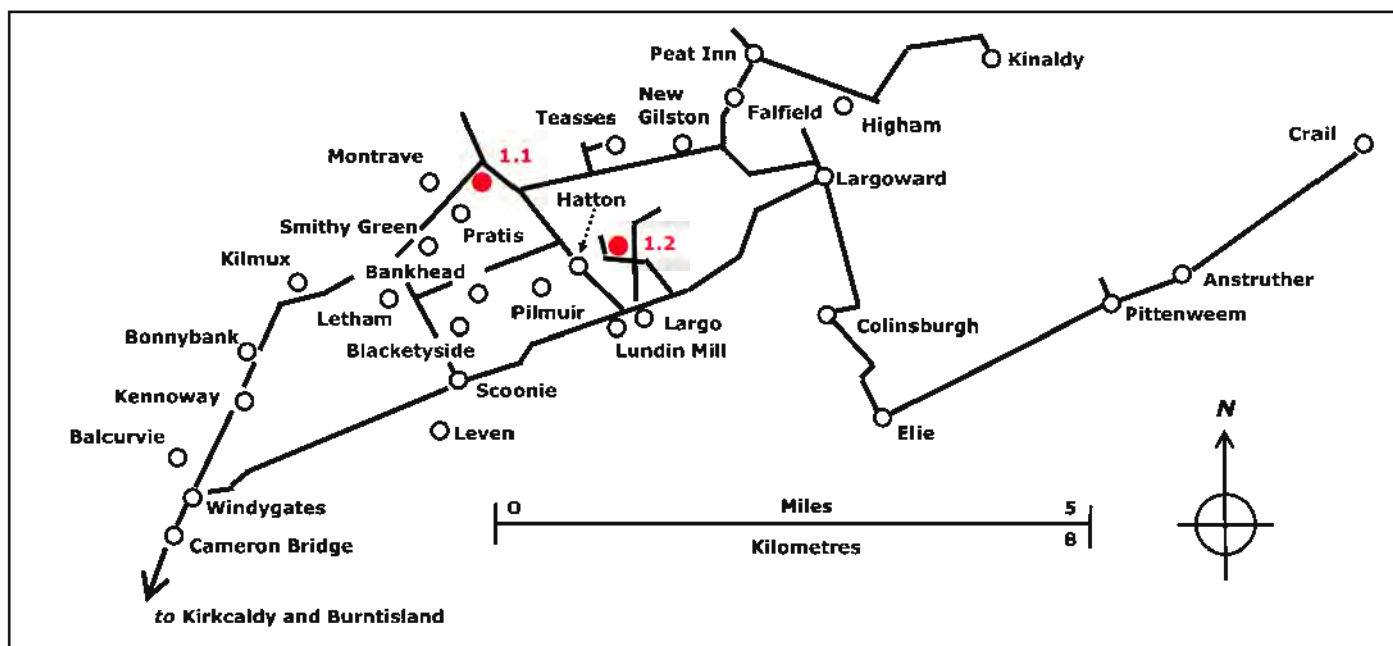 Peat Inn
Kinaldy
New
Gilston
Teasses
Falfield
Higham
Crail
1.1
Montrave
Largoward
Hatton
Smithy Green
Pratis
1.2
Kilmux
Bankhead
Anstruther
Letham
Pilmuir
Largo
Colinsburgh
Pittenweem
Bonnybank
Blacketyside
Lundin Mill
Scoonie
Kennoway
Elie
N
Balcurvie
Leven
Windygates
0 Miles 5
Kilometres 8
Cameron Bridge
to Kirkcaldy and Burntisland